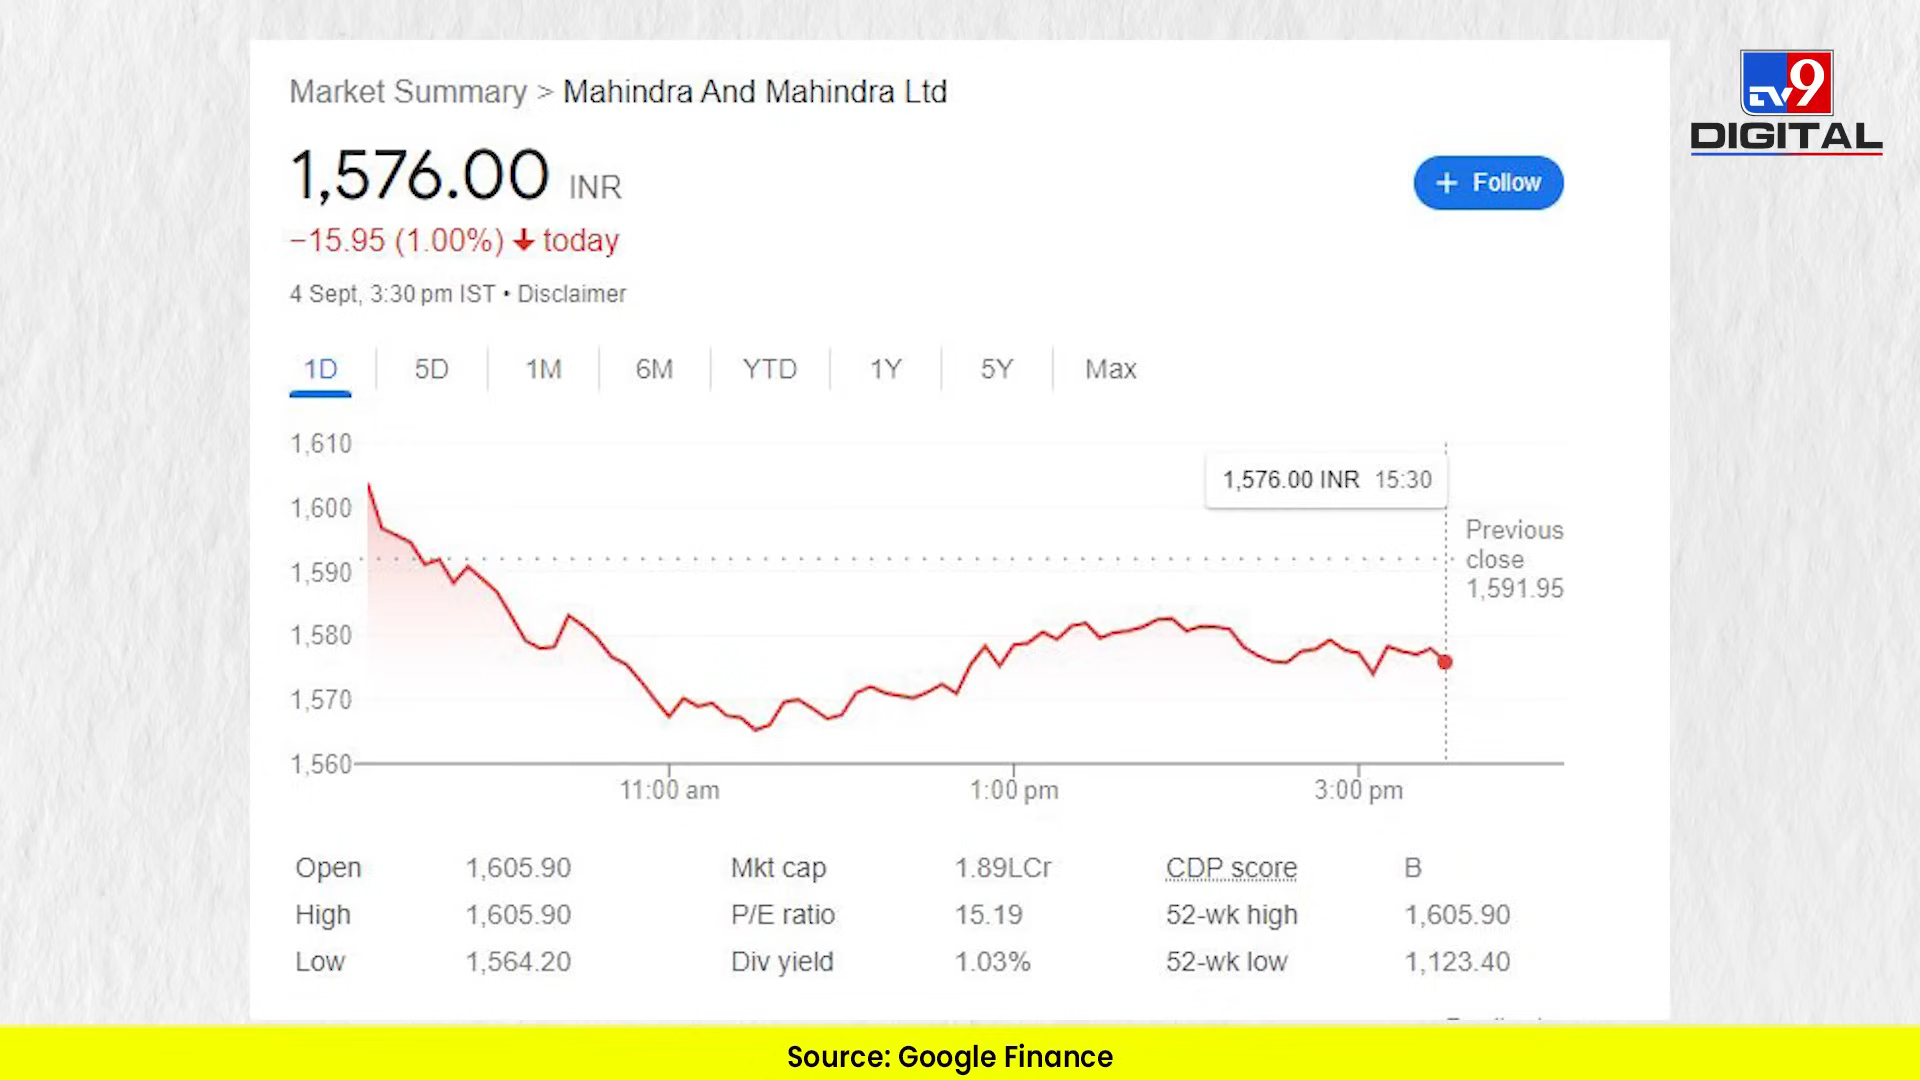 Market Summary > Mahindra And Mahindra Ltd
TV9
DIGITAL
1,576.00 INR
+ Follow
−15.95 (1.00%) ↓ today
4 Sept, 3:30 pm IST • Disclaimer
1D 5D 1M 6M YTD 1Y 5Y Max
1,610
1,576.00 INR 15:30
1,600
Previous
close
1,591.95
1,590
1,580
1,570
1,560
11:00 am 1:00 pm 3:00 pm
Open 1,605.90 Mkt cap 1.89LCr CDP score B
High 1,605.90 P/E ratio 15.19 52-wk high 1,605.90
Low 1,564.20 Div yield 1.03% 52-wk low 1,123.40
Source: Google Finance